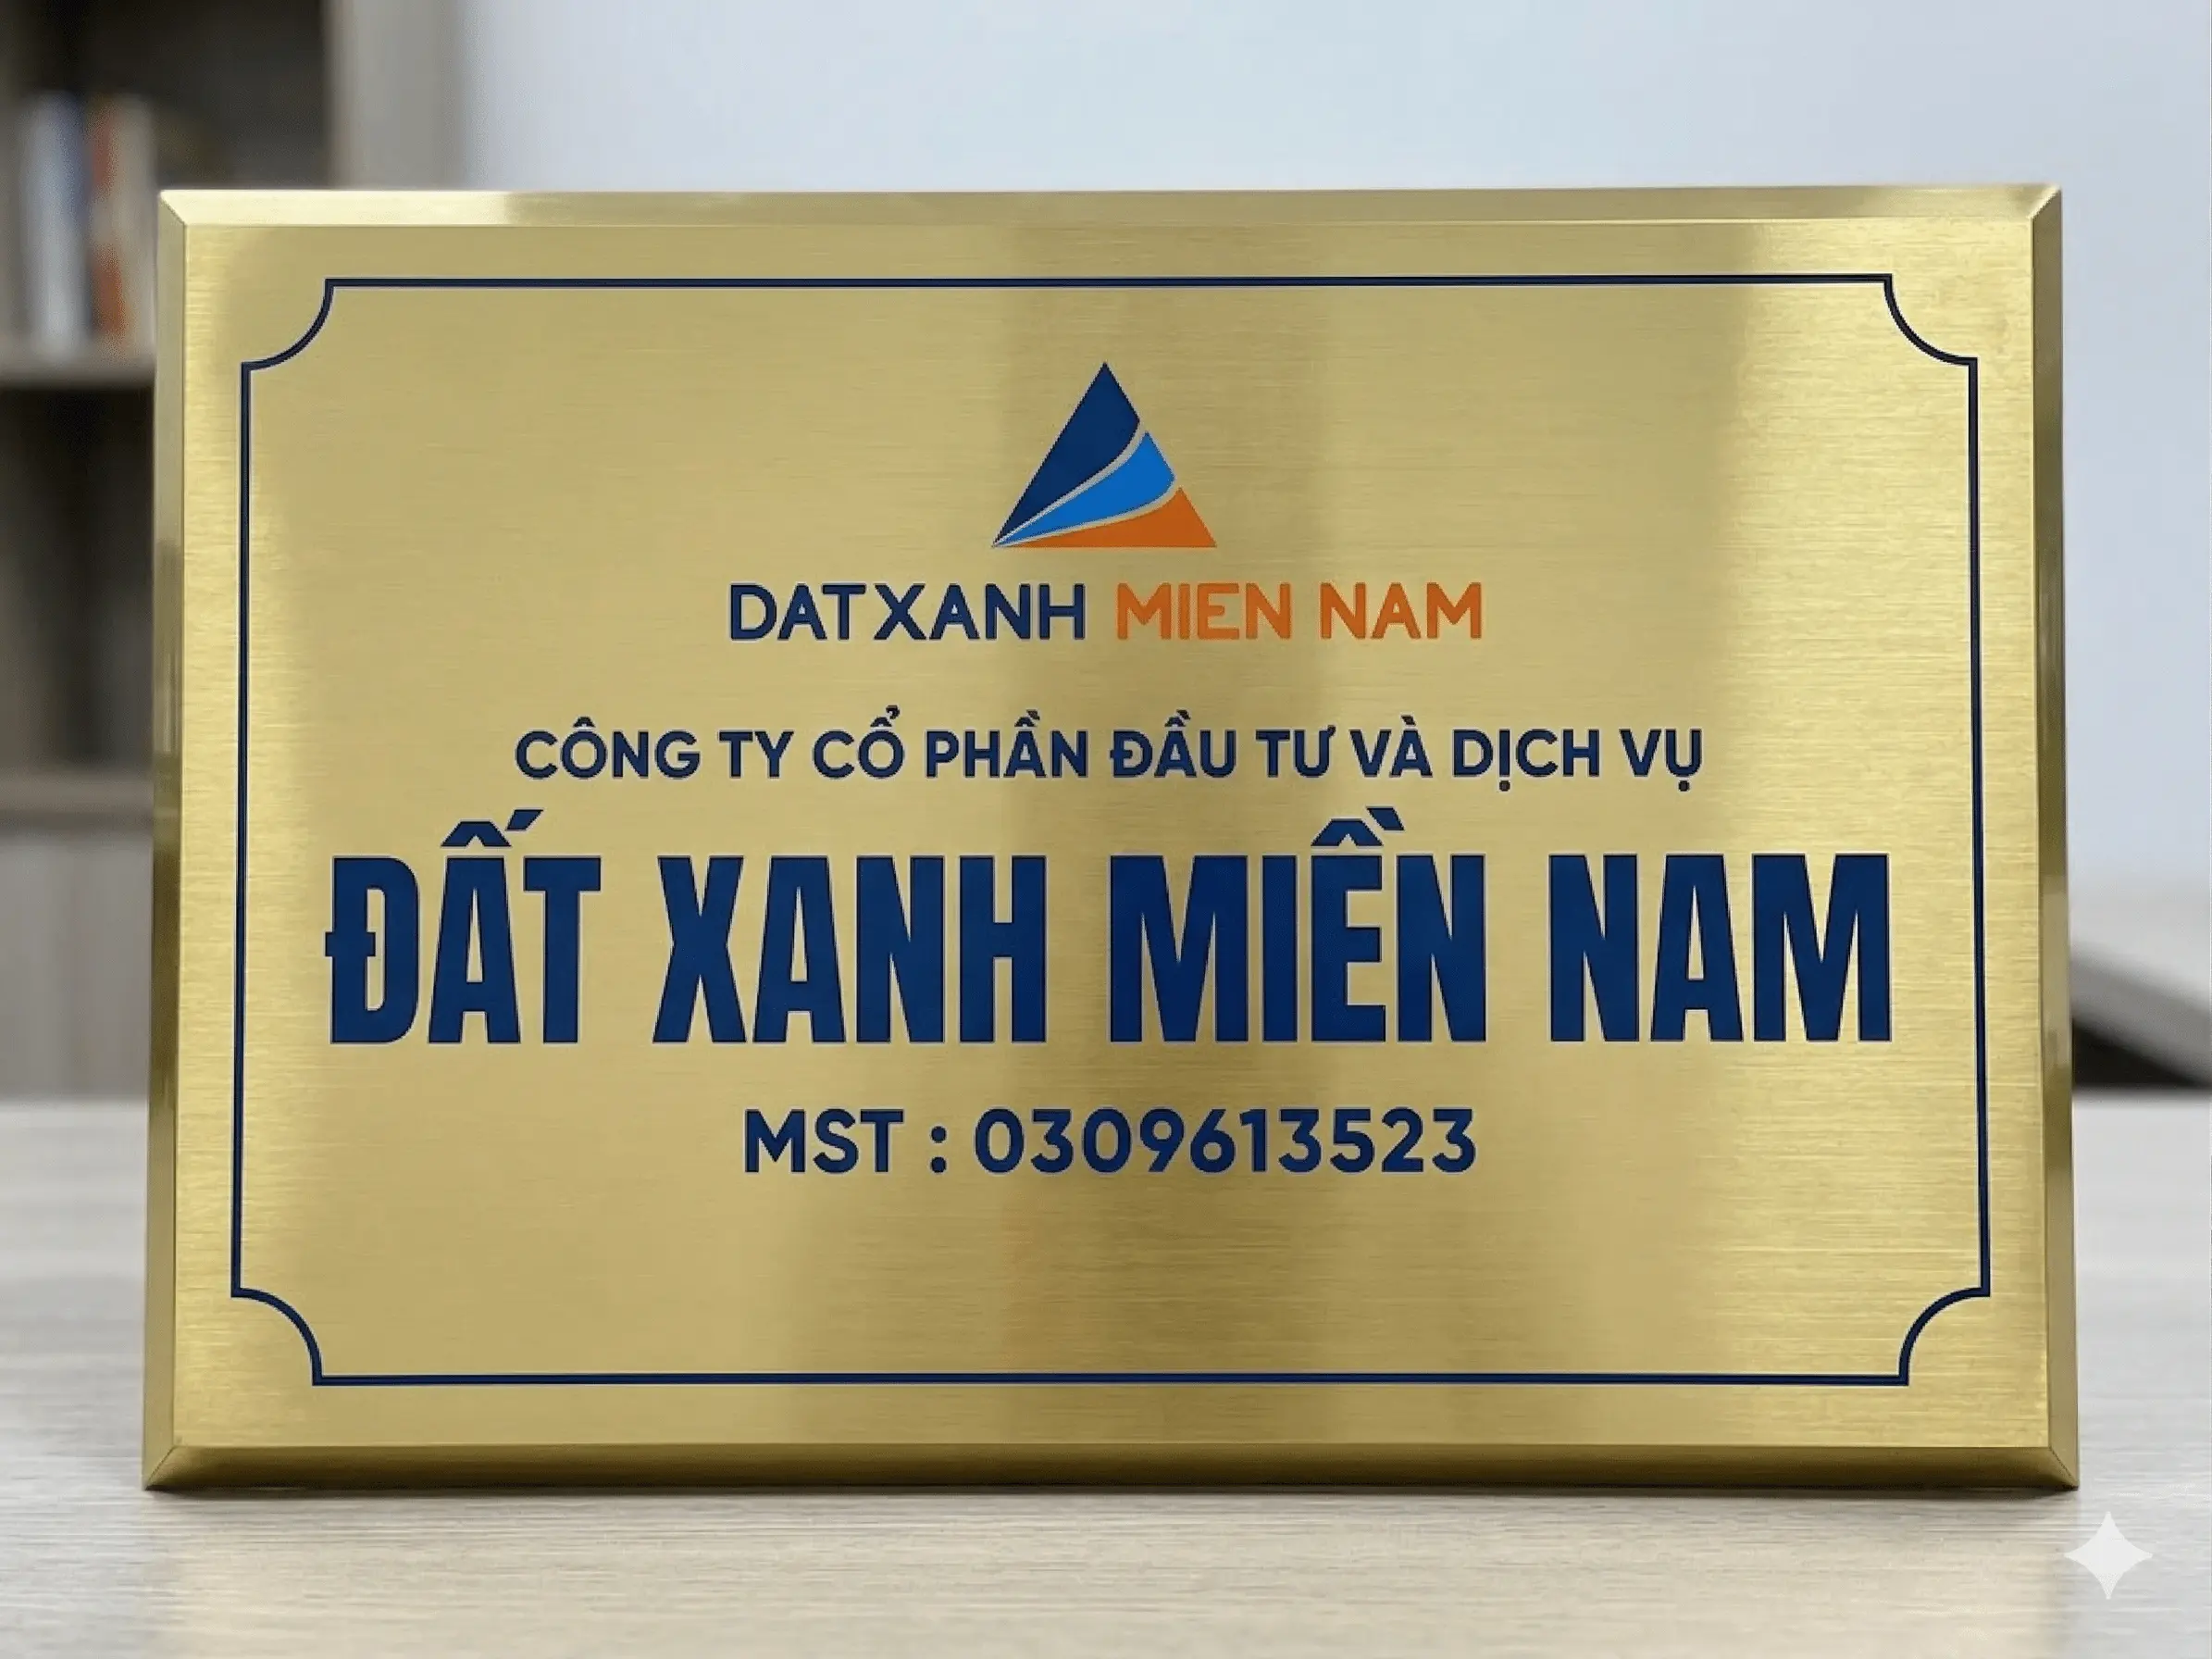 DATXANH MIEN NAM
CÔNG TY CỔ PHẦN ĐẦU TƯ VÀ DỊCH VỤ
ĐẤT XANH MIỀN NAM
MST : 0309613523